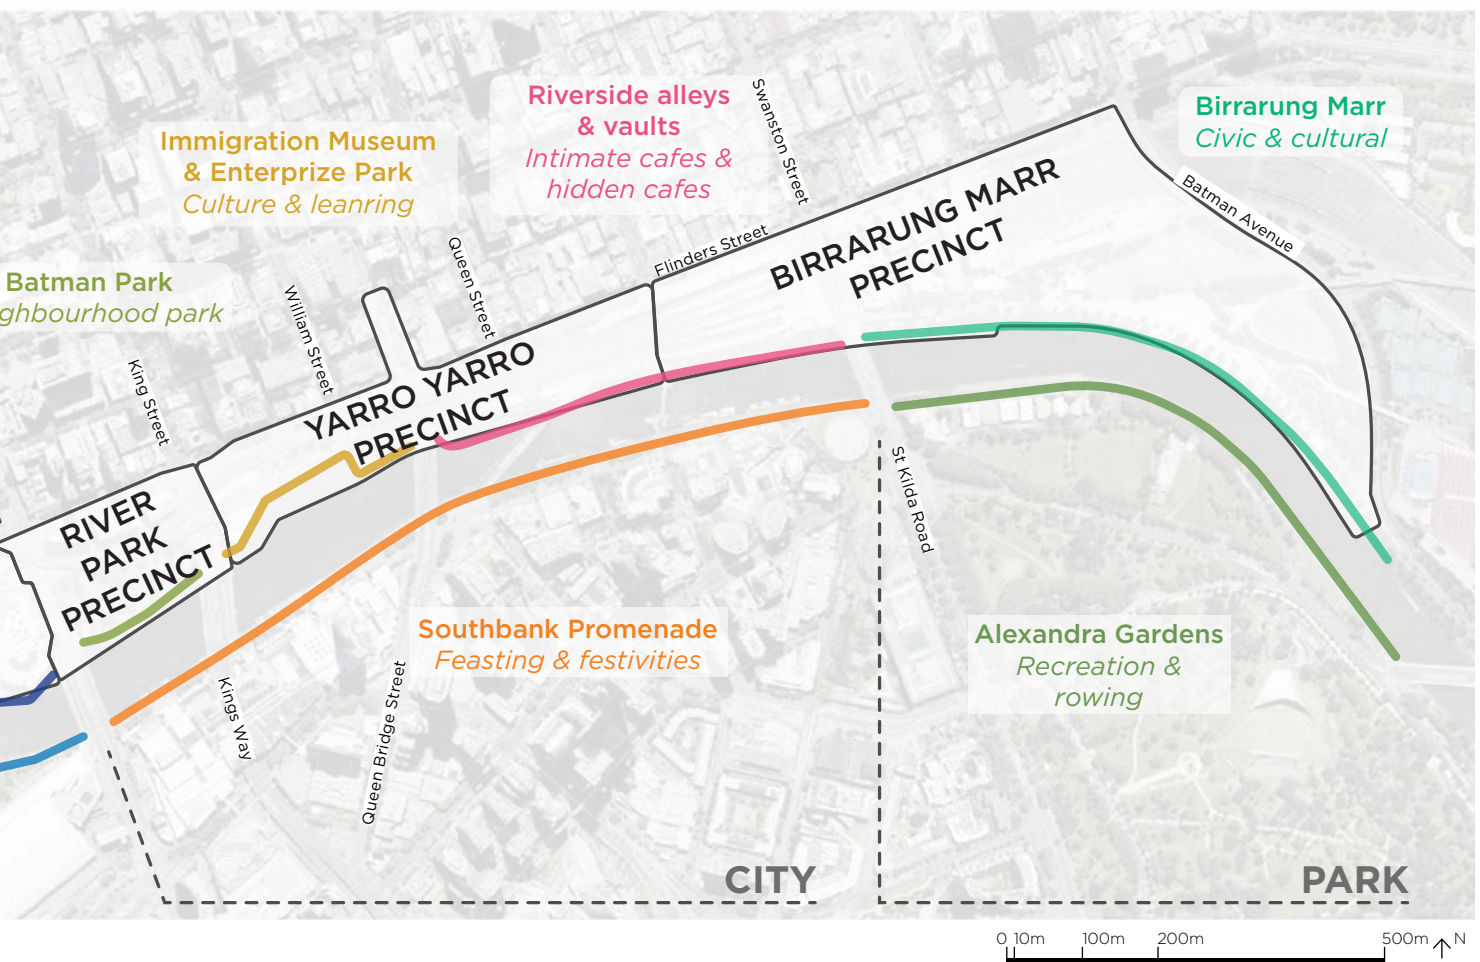 Riverside alleys
& vaults
Intimate cafes &
hidden cafes
Swanston Street
Birrarung Marr
Civic & cultural
Immigration Museum
& Enterprize Park
Culture & leanring
Batman Avenue
BIRRARUNG MARR
PRECINCT
Flinders Street
Queen Street
Batman Park
ghbourhood park
William Street
King Street
YARRO YARRO
PRECINCT
RIVER
PARK
PRECINCT
St Kilda Road
Southbank Promenade
Feasting & festivities
Alexandra Gardens
Recreation &
rowing
Kings Way
Queen Bridge Street
CITY
PARK
0 10m 100m 200m 500m N